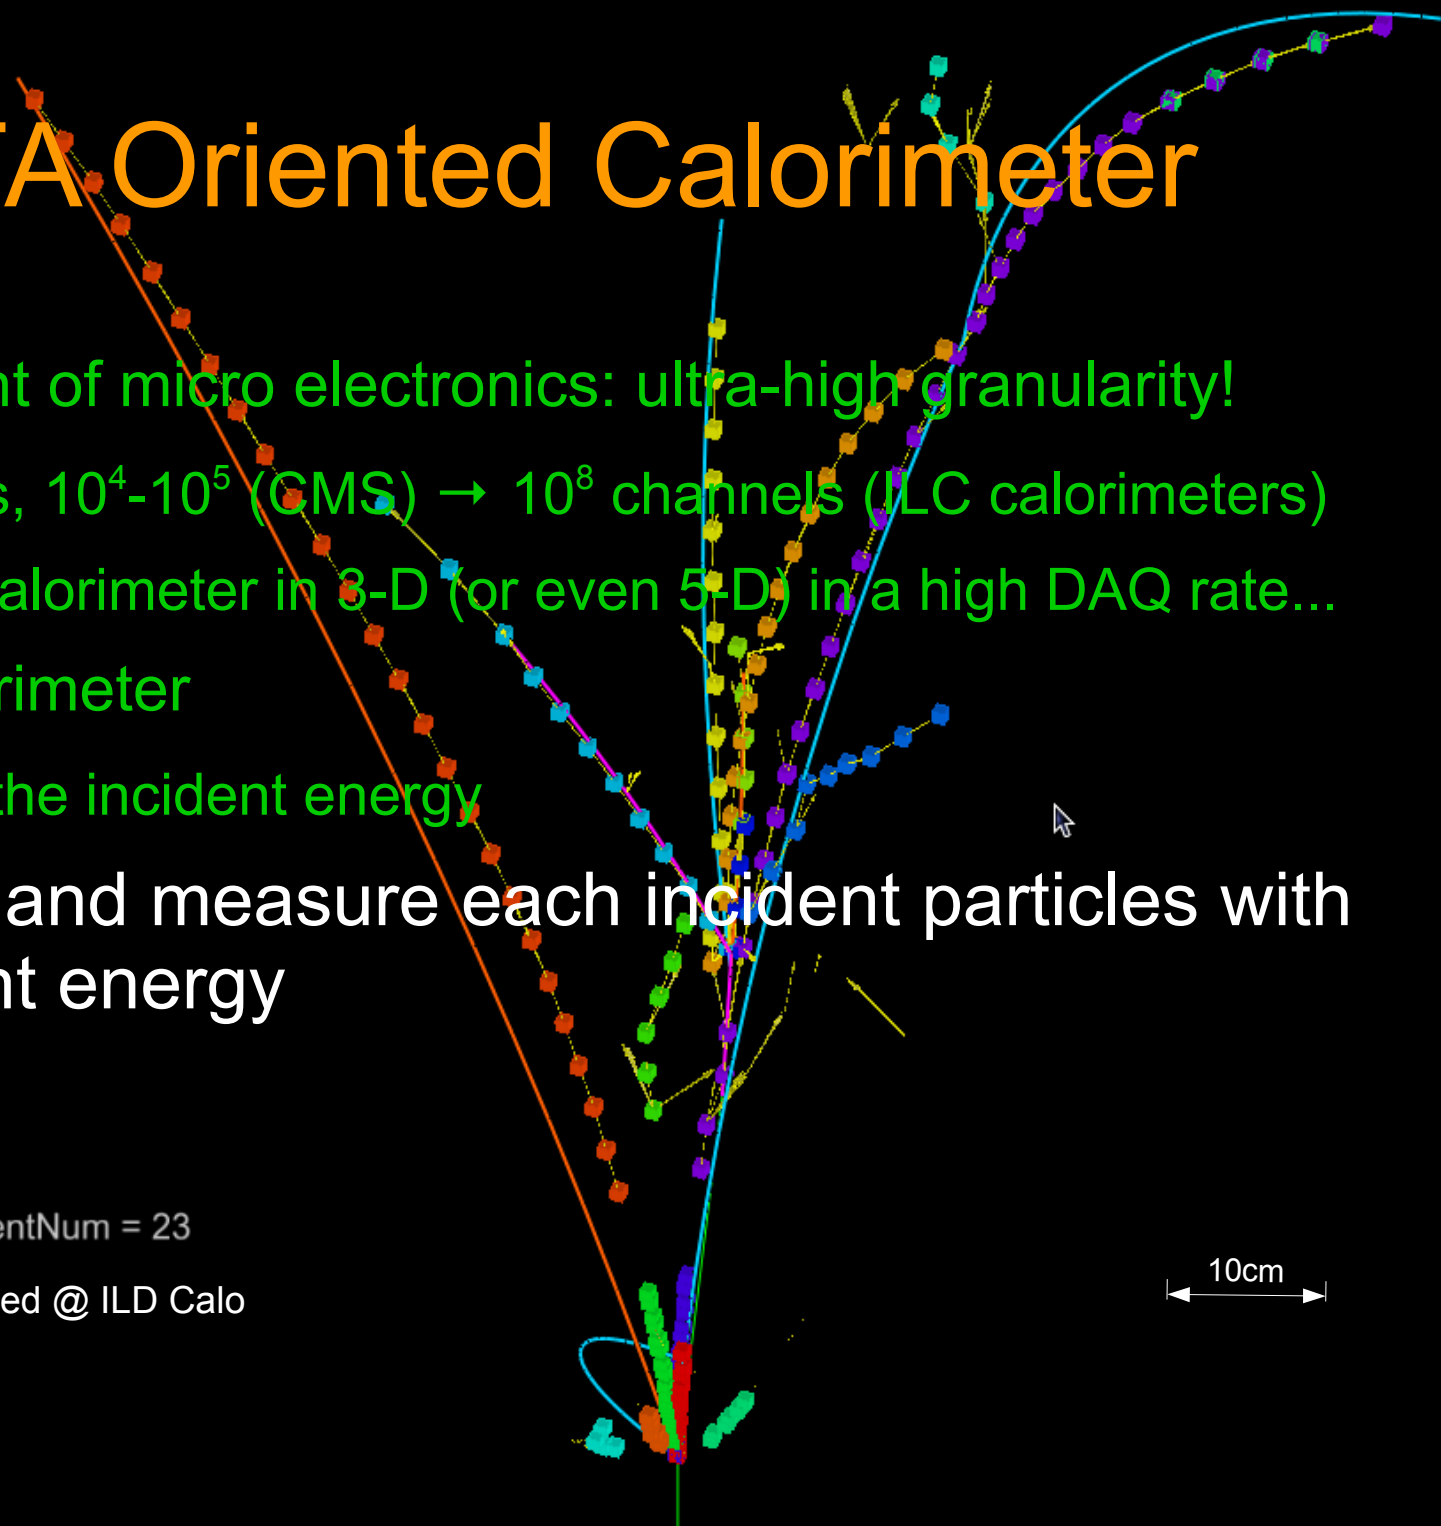 TA Oriented Calorimeter
nt of micro electronics: ultra-high granularity!
s, 10⁴-10⁵ (CMS) → 10⁸ channels (ILC calorimeters)
alorimeter in 3-D (or even 5-D) in a high DAQ rate...
rimeter
the incident energy
and measure each incident particles with
nt energy
entNum = 23
10cm
ed @ ILD Calo